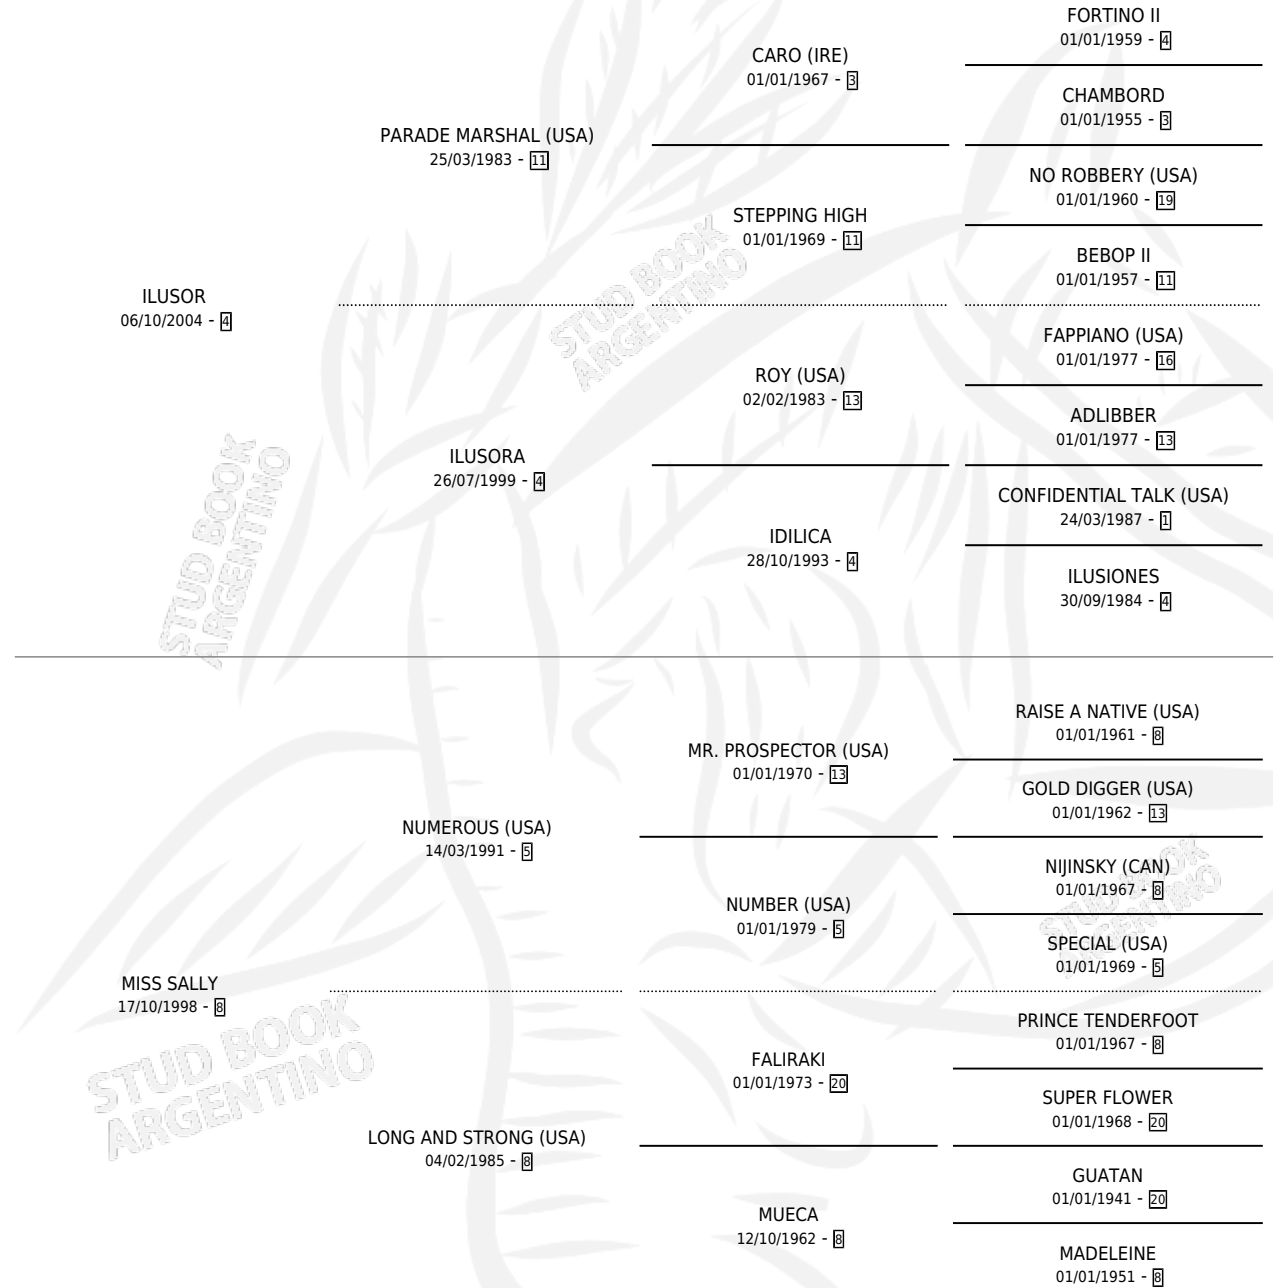 FORTINO II
01/01/1959 - 4
CARO (IRE)
01/01/1967 - 3
CHAMBORD
01/01/1955 - 3
PARADE MARSHAL (USA)
25/03/1983 - 11
NO ROBBERY (USA)
01/01/1960 - 19
STEPPING HIGH
01/01/1969 - 11
BEBOP II
01/01/1957 - 11
ILUSOR
06/10/2004 - 4
STUD BOOK
ARGENTINO
FAPPIANO (USA)
01/01/1977 - 16
ROY (USA)
02/02/1983 - 13
ADLIBBER
01/01/1977 - 13
ILUSORA
26/07/1999 - 4
CONFIDENTIAL TALK (USA)
24/03/1987 - 1
IDILICA
28/10/1993 - 4
ILUSIONES
30/09/1984 - 4
STUD BOOK
ARGENTINO
RAISE A NATIVE (USA)
01/01/1961 - 8
MR. PROSPECTOR (USA)
01/01/1970 - 13
GOLD DIGGER (USA)
01/01/1962 - 13
NUMEROUS (USA)
14/03/1991 - 5
NIJINSKY (CAN)
01/01/1967 - 8
NUMBER (USA)
01/01/1979 - 5
SPECIAL (USA)
01/01/1969 - 5
STUD BOOK
ARGENTINO
MISS SALLY
17/10/1998 - 8
PRINCE TENDERFOOT
01/01/1967 - 8
FALIRAKI
01/01/1973 - 20
SUPER FLOWER
01/01/1968 - 20
STUD BOOK
ARGENTINO
LONG AND STRONG (USA)
04/02/1985 - 8
GUATAN
01/01/1941 - 20
MUECA
12/10/1962 - 8
MADELEINE
01/01/1951 - 8